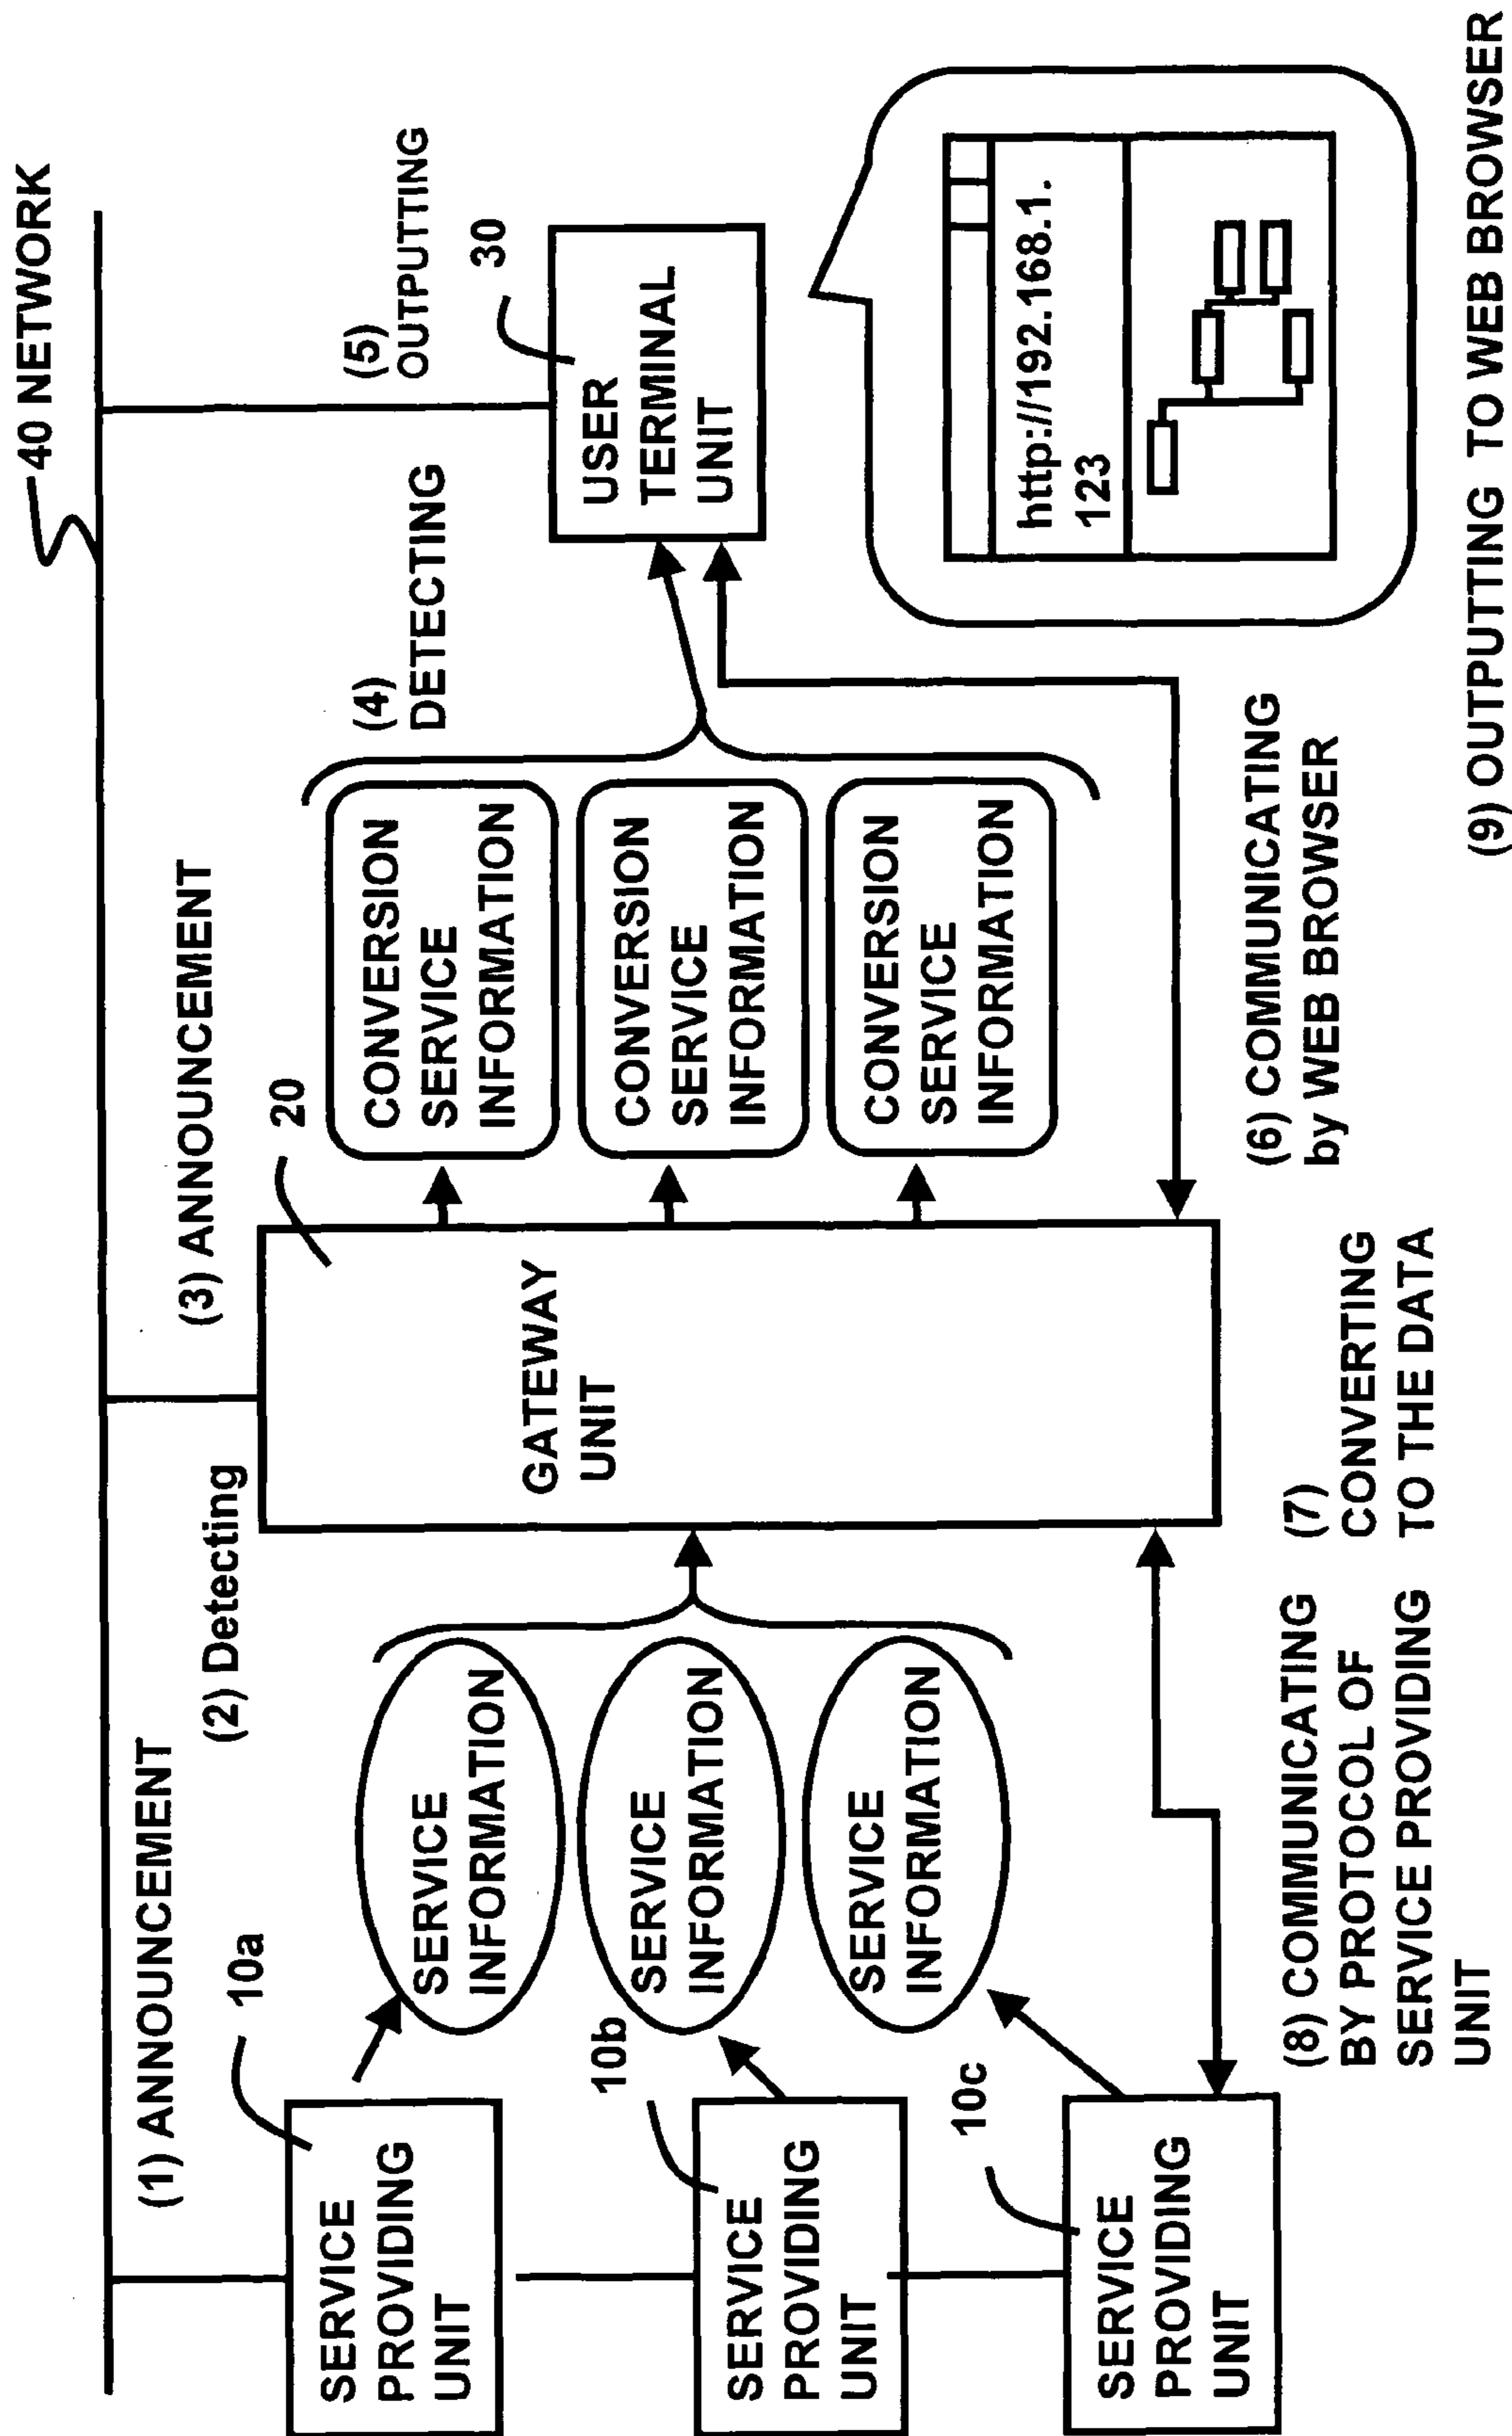 40 NETWORK
(1) ANNOUNCEMENT
(2) Detecting
(3) ANNOUNCEMENT
(4)
DETECTING
(5)
OUTPUTTING
10a
SERVICE
PROVIDING
UNIT
10b
SERVICE
PROVIDING
UNIT
10c
SERVICE
PROVIDING
UNIT
SERVICE
INFORMATION
SERVICE
INFORMATION
SERVICE
INFORMATION
20
GATEWAY
UNIT
CONVERSION
SERVICE
INFORMATION
CONVERSION
SERVICE
INFORMATION
CONVERSION
SERVICE
INFORMATION
30
USER
TERMINAL
UNIT
http://192.168.1.
123
(8) COMMUNICATING
BY PROTOCOL OF
SERVICE PROVIDING
UNIT
(7)
CONVERTING
TO THE DATA
(6) COMMUNICATING
by WEB BROWSER
(9) OUTPUTTING TO WEB BROWSER